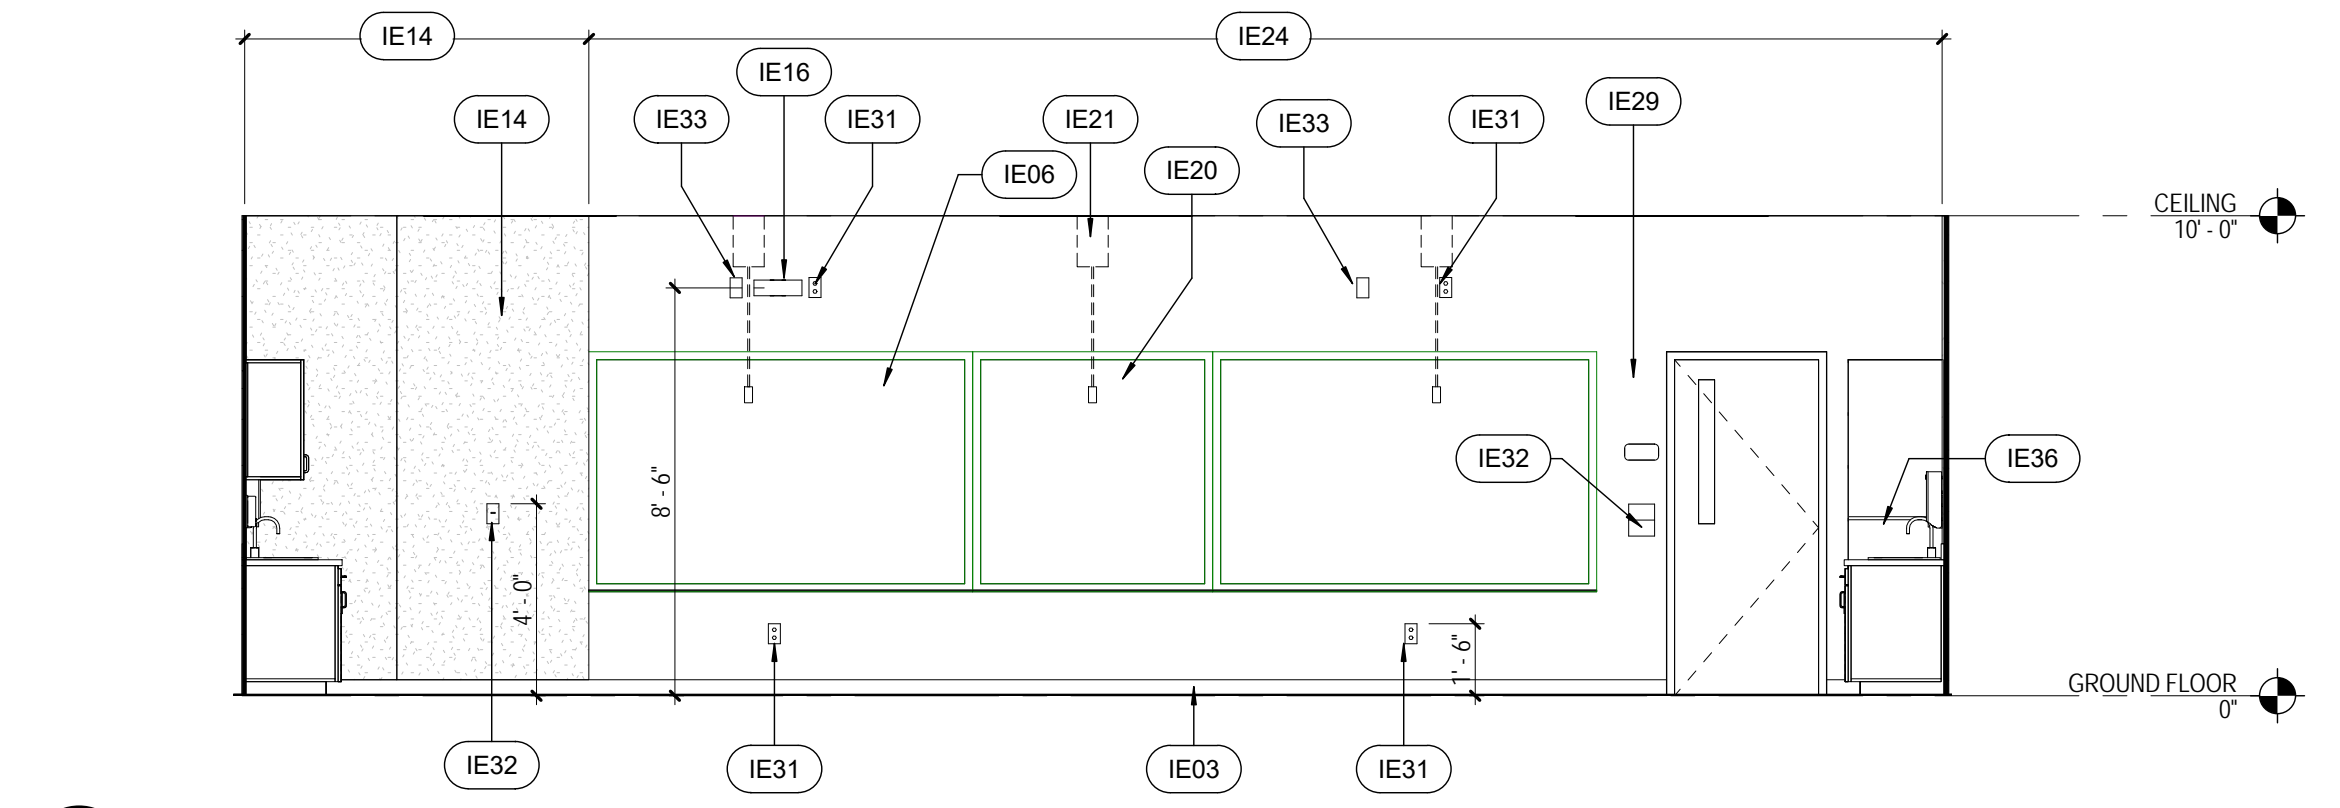 IE14
IE24
IE16
IE14
IE33
IE31
IE21
IE33
IE31
IE29
IE06
IE20
CEILING
10' - 0"
8' - 6"
IE32
IE36
4' - 0"
1' - 6"
GROUND FLOOR
0"
IE32
IE31
IE03
IE31